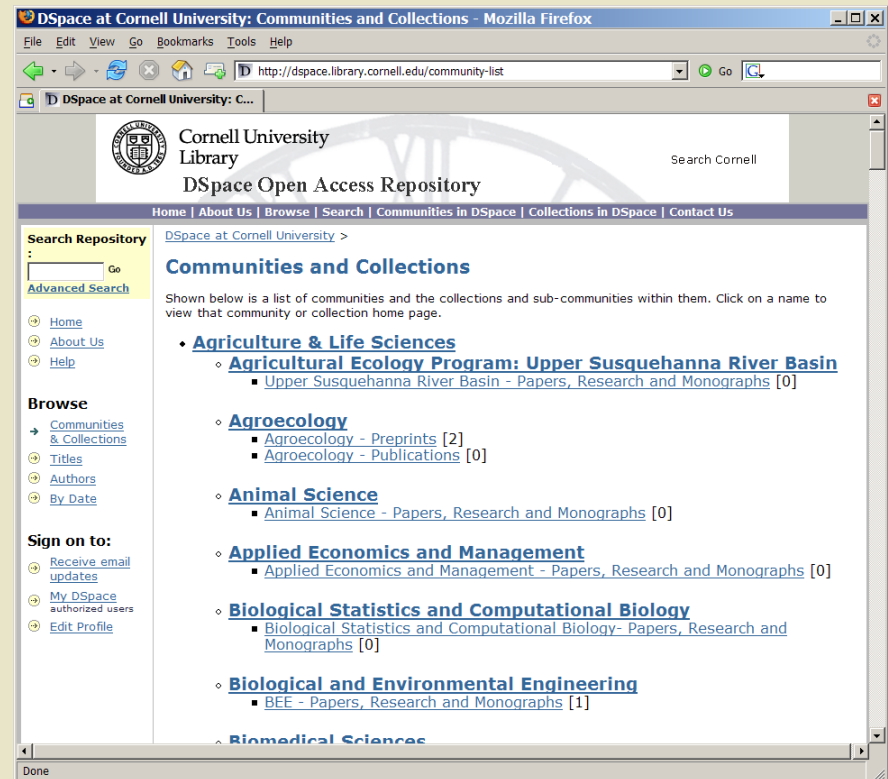 DSpace at Cornell University: Communities and Collections - Mozilla Firefox
File Edit View Go Bookmarks Tools Help
http://dspace.library.cornell.edu/community-list Go
DSpace at Cornell University: C...
Cornell University
Library
Search Cornell
DSpace Open Access Repository
Home | About Us | Browse | Search | Communities in DSpace | Collections in DSpace | Contact Us
Search Repository
:
Go
Advanced Search
Home
About Us
Help
Browse
Communities
& Collections
Titles
Authors
By Date
Sign on to:
Receive email
updates
My DSpace
authorized users
Edit Profile
DSpace at Cornell University >
Communities and Collections
Shown below is a list of communities and the collections and sub-communities within them. Click on a name to
view that community or collection home page.
Agriculture & Life Sciences
Agricultural Ecology Program: Upper Susquehanna River Basin
Upper Susquehanna River Basin - Papers, Research and Monographs [0]
Agroecology
Agroecology - Preprints [2]
Agroecology - Publications [0]
Animal Science
Animal Science - Papers, Research and Monographs [0]
Applied Economics and Management
Applied Economics and Management - Papers, Research and Monographs [0]
Biological Statistics and Computational Biology
Biological Statistics and Computational Biology- Papers, Research and
Monographs [0]
Biological and Environmental Engineering
BEE - Papers, Research and Monographs [1]
Biomedical Sciences
Done